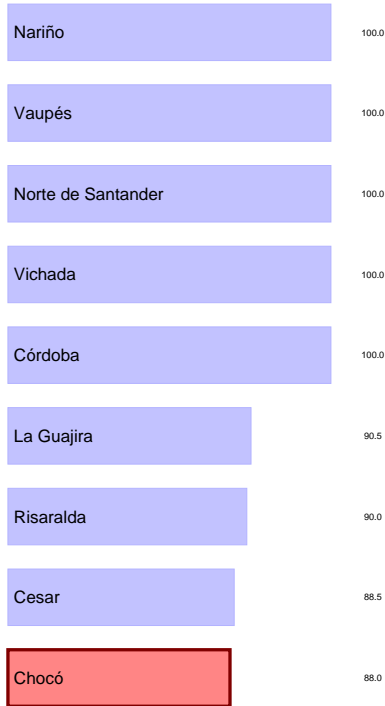 Nariño 100.0
Vaupés 100.0
Norte de Santander 100.0
Vichada 100.0
Córdoba 100.0
La Guajira 90.5
Risaralda 90.0
Cesar 88.5
Chocó 88.0